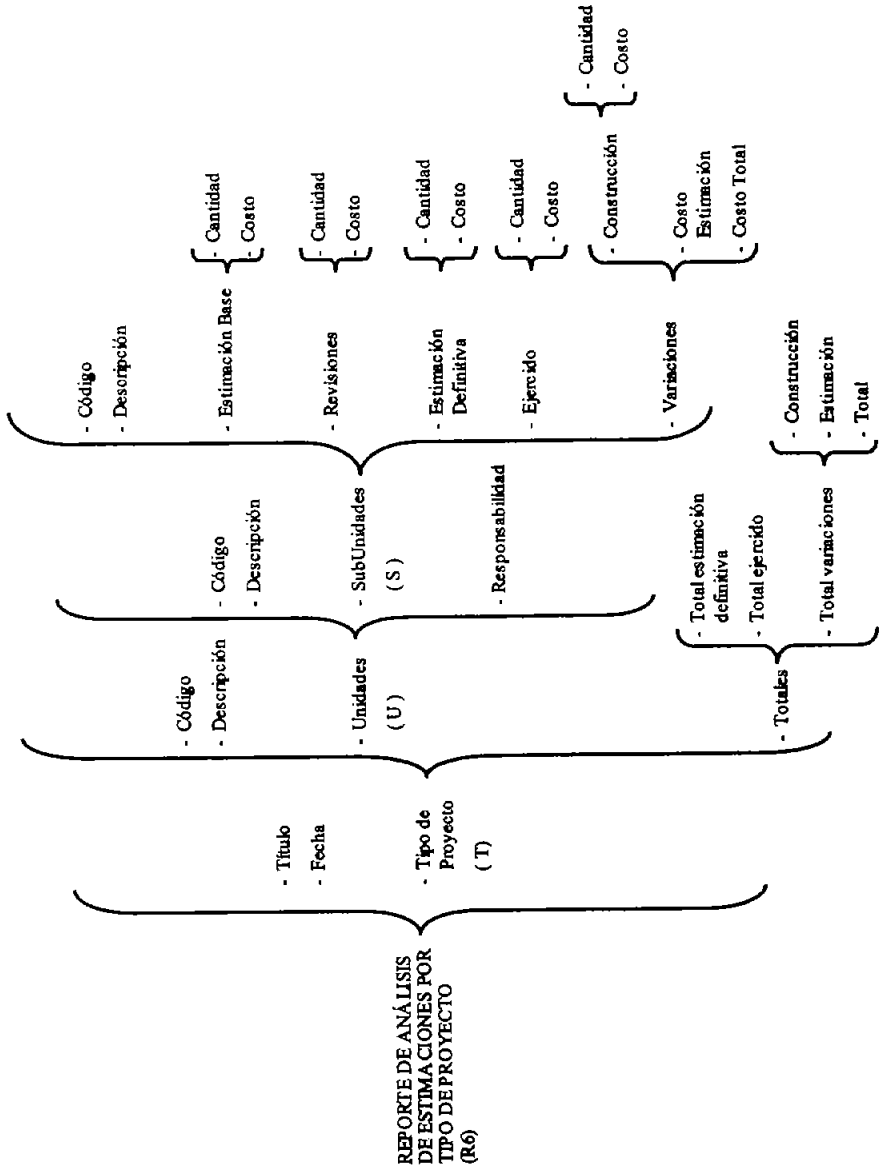 REPORTE DE ANÁLISIS
DE ESTIMACIONES POR
TIPO DE PROYECTO
(R6)
- Título
- Fecha
- Tipo de
Proyecto
( T)
- Código
- Descripción
- Unidades
( U )
- Totales
- Código
- Descripción
- SubUnidades
( S )
- Responsabilidad
- Total estimación
definitiva
- Total ejercido
- Total variaciones
- Construcción
- Estimación
- Total
- Código
- Descripción
- Estimación Base
- Cantidad
- Costo
- Revisiones
- Cantidad
- Costo
- Estimación
Definitiva
- Cantidad
- Costo
- Ejercido
- Cantidad
- Costo
- Variaciones
- Construcción
- Cantidad
- Costo
- Costo
Estimación
- Costo Total